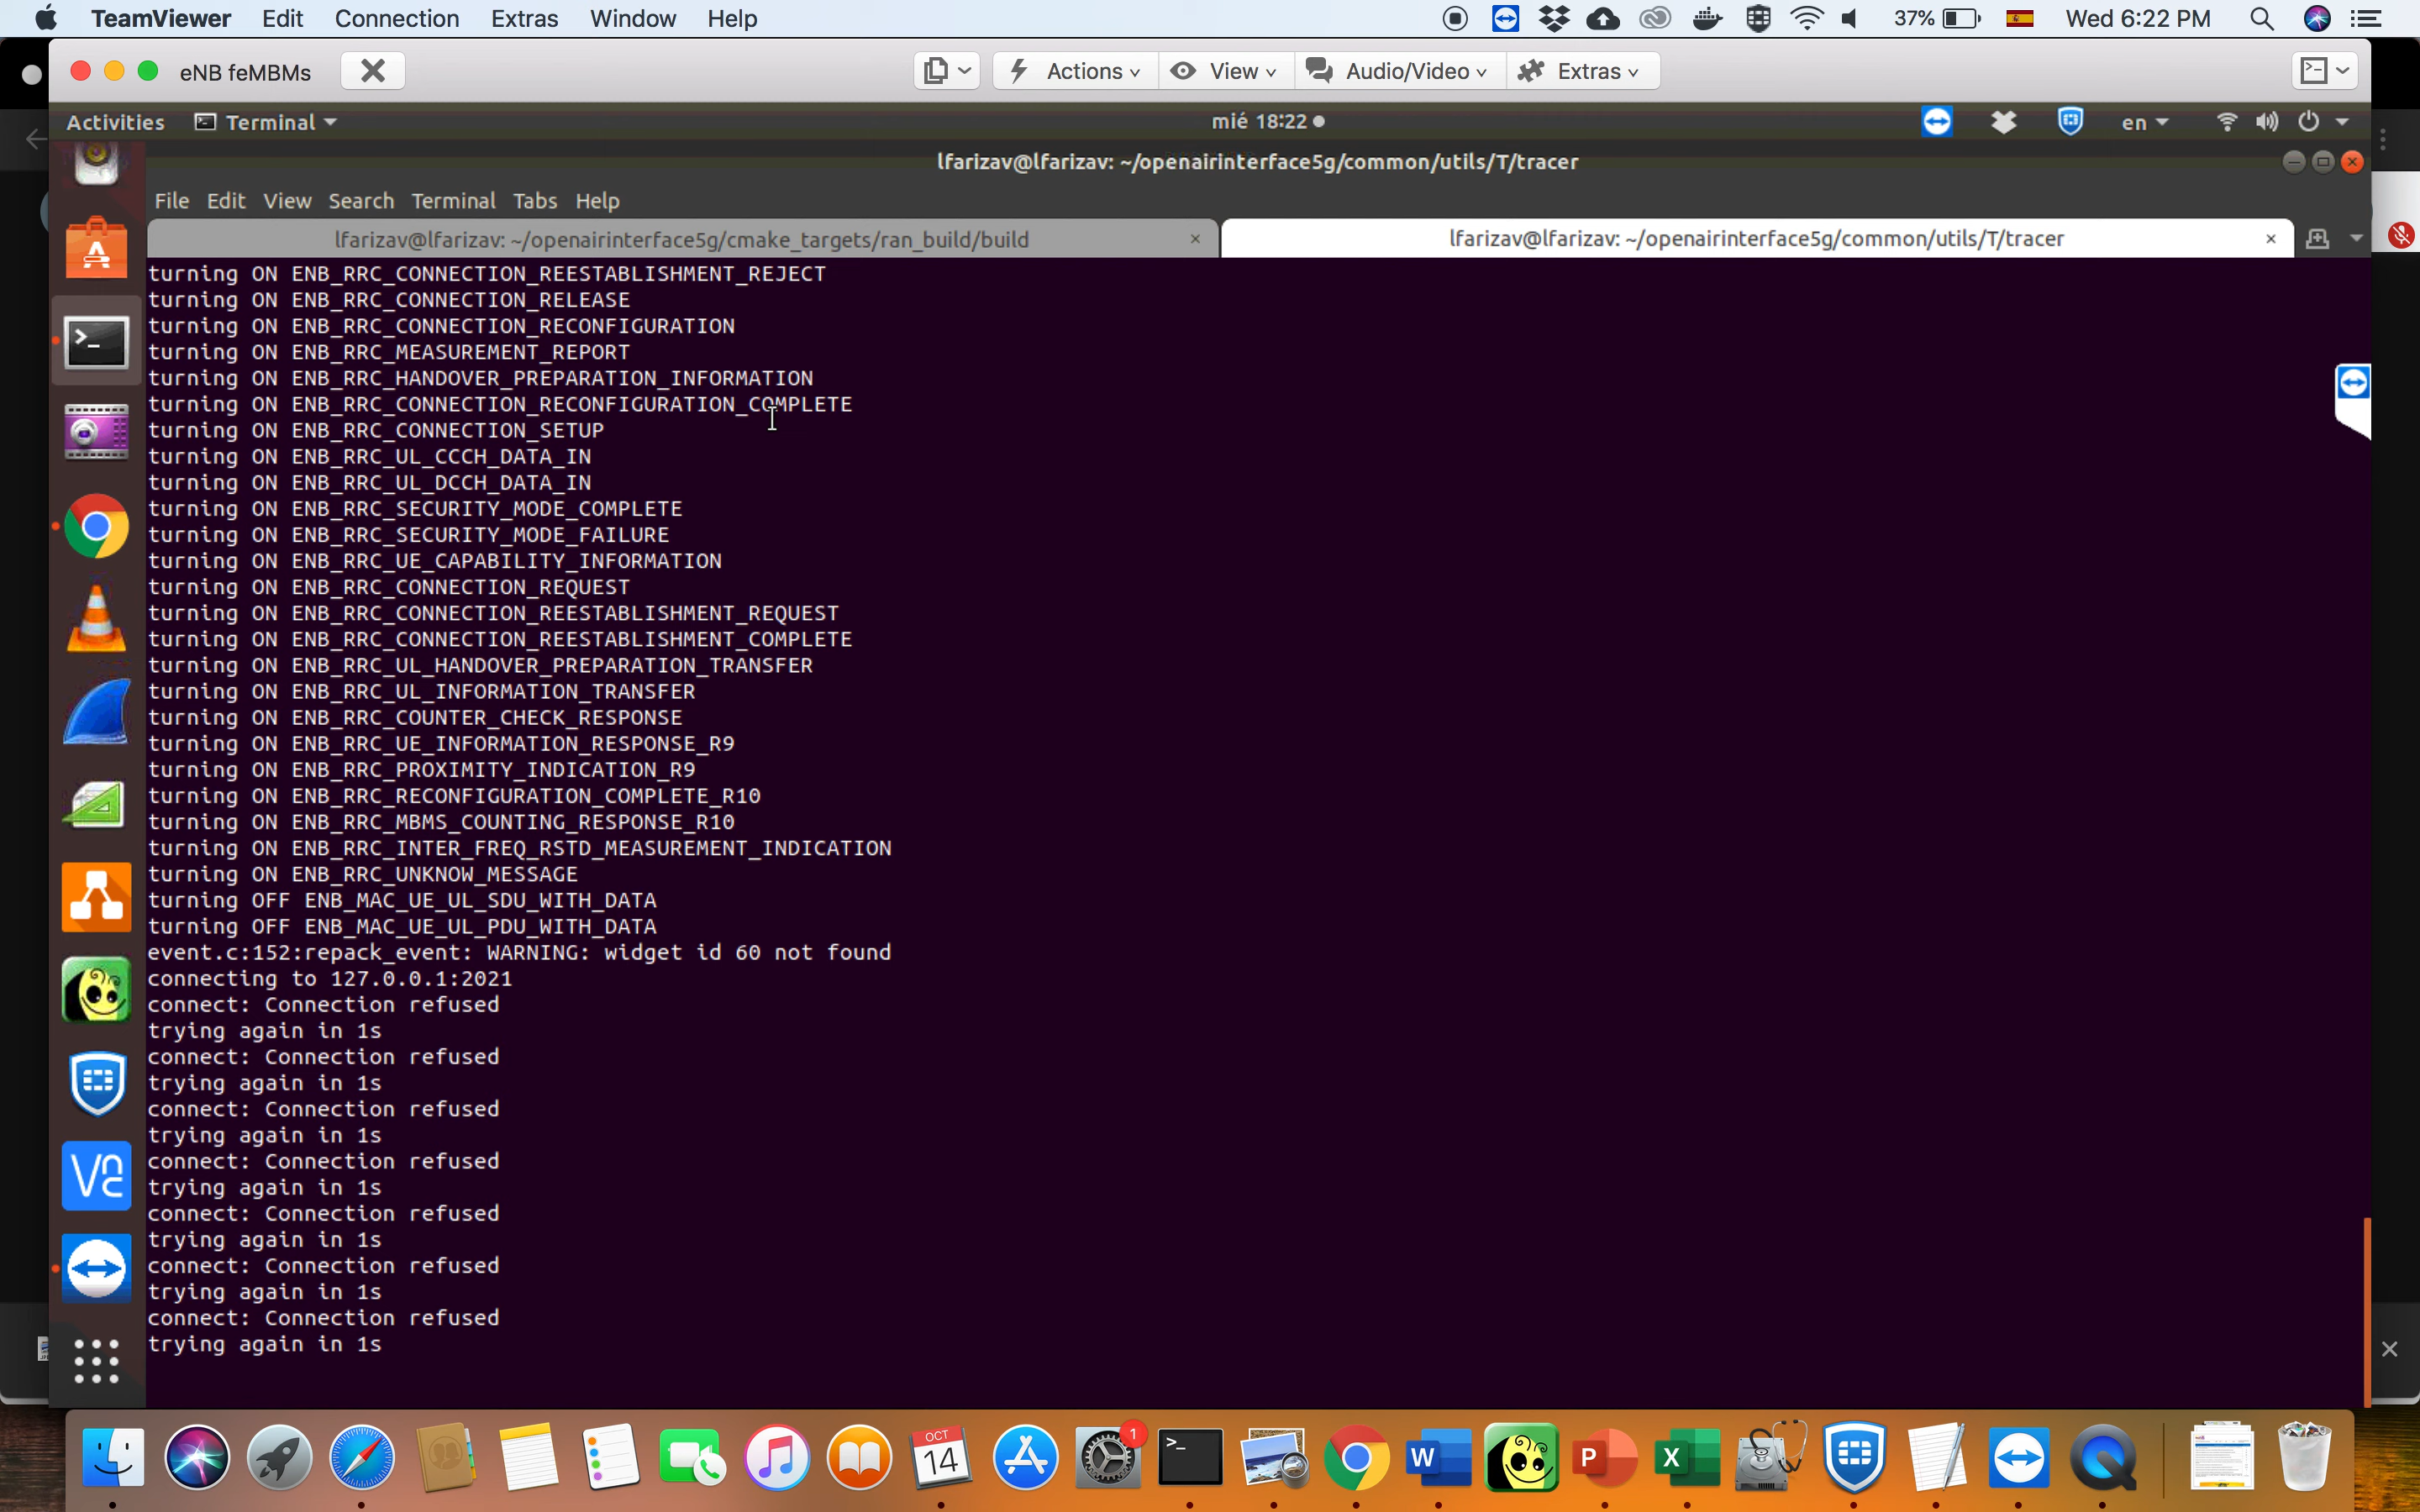 TeamViewer Edit Connection Extras Window Help 37% Wed 6:22 PM
eNB feMBMs Actions View Audio/Video Extras
Activities Terminal mié 18:22 en
lfarizav@lfarizav: ~/openairinterface5g/common/utils/T/tracer
File Edit View Search Terminal Tabs Help
lfarizav@lfarizav: ~/openairinterface5g/cmake_targets/ran_build/build × lfarizav@lfarizav: ~/openairinterface5g/common/utils/T/tracer ×
turning ON ENB_RRC_CONNECTION_REESTABLISHMENT_REJECT
turning ON ENB_RRC_CONNECTION_RELEASE
turning ON ENB_RRC_CONNECTION_RECONFIGURATION
turning ON ENB_RRC_MEASUREMENT_REPORT
turning ON ENB_RRC_HANDOVER_PREPARATION_INFORMATION
turning ON ENB_RRC_CONNECTION_RECONFIGURATION_COMPLETE
turning ON ENB_RRC_CONNECTION_SETUP
turning ON ENB_RRC_UL_CCCH_DATA_IN
turning ON ENB_RRC_UL_DCCH_DATA_IN
turning ON ENB_RRC_SECURITY_MODE_COMPLETE
turning ON ENB_RRC_SECURITY_MODE_FAILURE
turning ON ENB_RRC_UE_CAPABILITY_INFORMATION
turning ON ENB_RRC_CONNECTION_REQUEST
turning ON ENB_RRC_CONNECTION_REESTABLISHMENT_REQUEST
turning ON ENB_RRC_CONNECTION_REESTABLISHMENT_COMPLETE
turning ON ENB_RRC_UL_HANDOVER_PREPARATION_TRANSFER
turning ON ENB_RRC_UL_INFORMATION_TRANSFER
turning ON ENB_RRC_COUNTER_CHECK_RESPONSE
turning ON ENB_RRC_UE_INFORMATION_RESPONSE_R9
turning ON ENB_RRC_PROXIMITY_INDICATION_R9
turning ON ENB_RRC_RECONFIGURATION_COMPLETE_R10
turning ON ENB_RRC_MBMS_COUNTING_RESPONSE_R10
turning ON ENB_RRC_INTER_FREQ_RSTD_MEASUREMENT_INDICATION
turning ON ENB_RRC_UNKNOW_MESSAGE
turning OFF ENB_MAC_UE_UL_SDU_WITH_DATA
turning OFF ENB_MAC_UE_UL_PDU_WITH_DATA
event.c:152:repack_event: WARNING: widget id 60 not found
connecting to 127.0.0.1:2021
connect: Connection refused
trying again in 1s
connect: Connection refused
trying again in 1s
connect: Connection refused
trying again in 1s
connect: Connection refused
trying again in 1s
connect: Connection refused
trying again in 1s
connect: Connection refused
trying again in 1s
connect: Connection refused
trying again in 1s
OCT
14
1